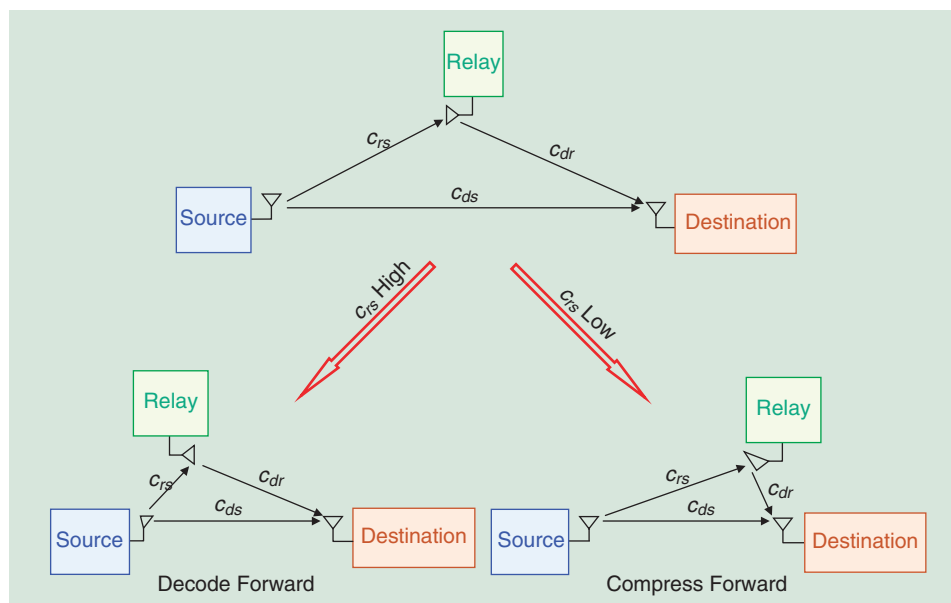 Relay
c_rs
c_dr
c_ds
Source
Destination
c_rs High
c_rs Low
Relay
c_rs
c_dr
c_ds
Source
Destination
Decode Forward
Relay
c_rs
c_dr
c_ds
Source
Destination
Compress Forward